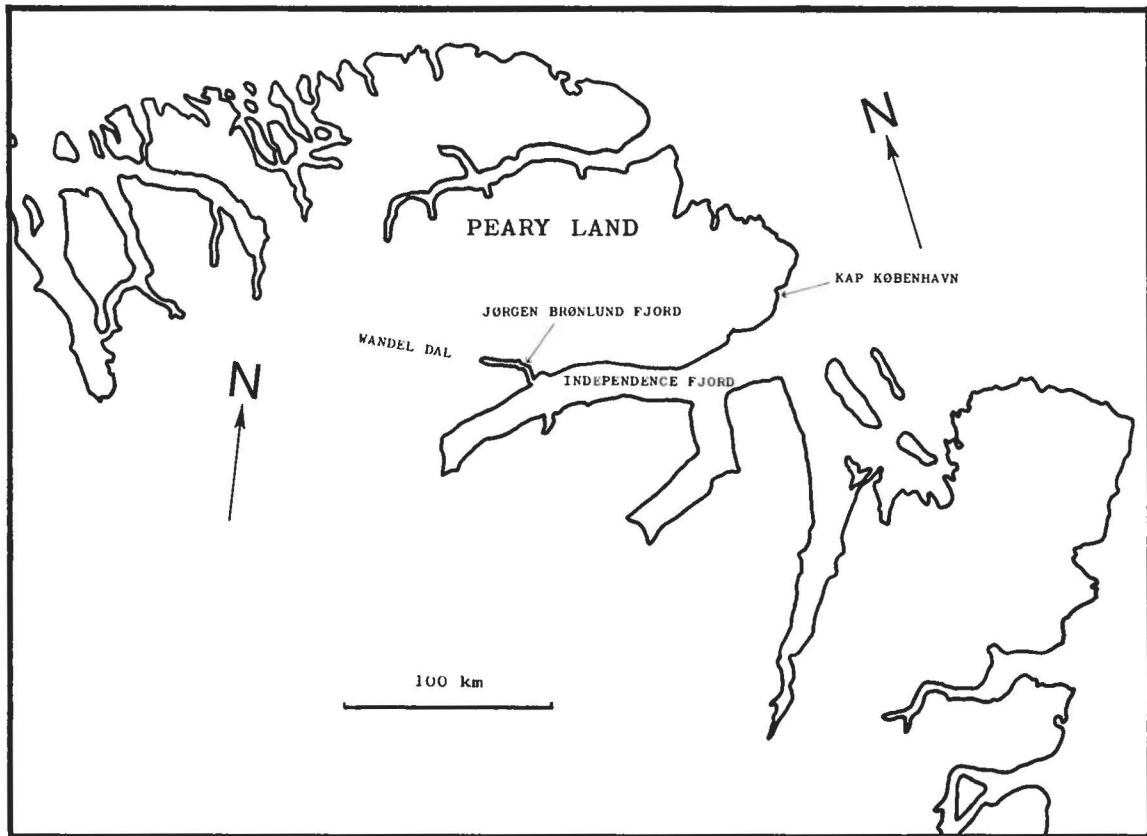 N
PEARY LAND
KAP KØBENHAVN
JØRGEN BRØNLUND FJORD
WANDEL DAL
N
INDEPENDENCE FJORD
100 km